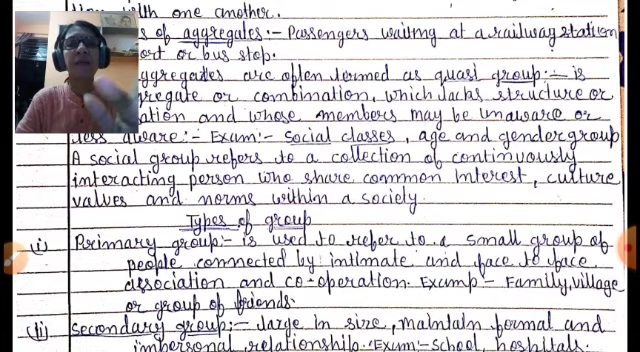 with one another.
s of aggregates:- Passengers waiting at a railway station
ort or bus stop.
aggregates are often termed as quasi group:- is
gregate or combination, which lacks structure or
ation and whose members may be unaware or
less aware:- Exam:- Social classes, age and gender group
A social group refers to a collection of continuously
interacting person who share common Interest, culture
values and norms within a society.
Types of group
(i) Primary group:- is used to refer to a small group of
people connected by intimate and face to face
association and co-operation. Examp - Family, Village
or group of friends.
(ii) secondary group:- large in size, maintain formal and
impersonal relationship. Exam:- School, hospitals.